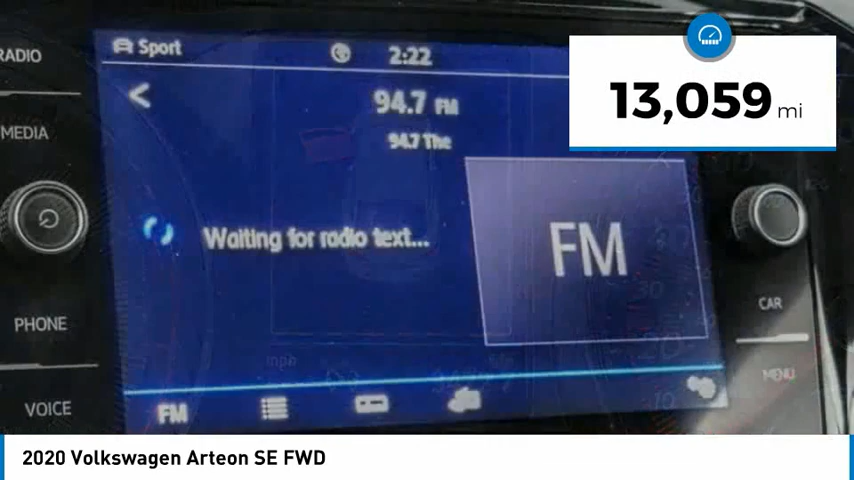 RADIO
Sport
2:22
13,059 mi
<
94.7 FM
94.7 The
MEDIA
Waiting for radio text...
FM
PHONE
CAR
mph
MENU
VOICE
FM
2020 Volkswagen Arteon SE FWD